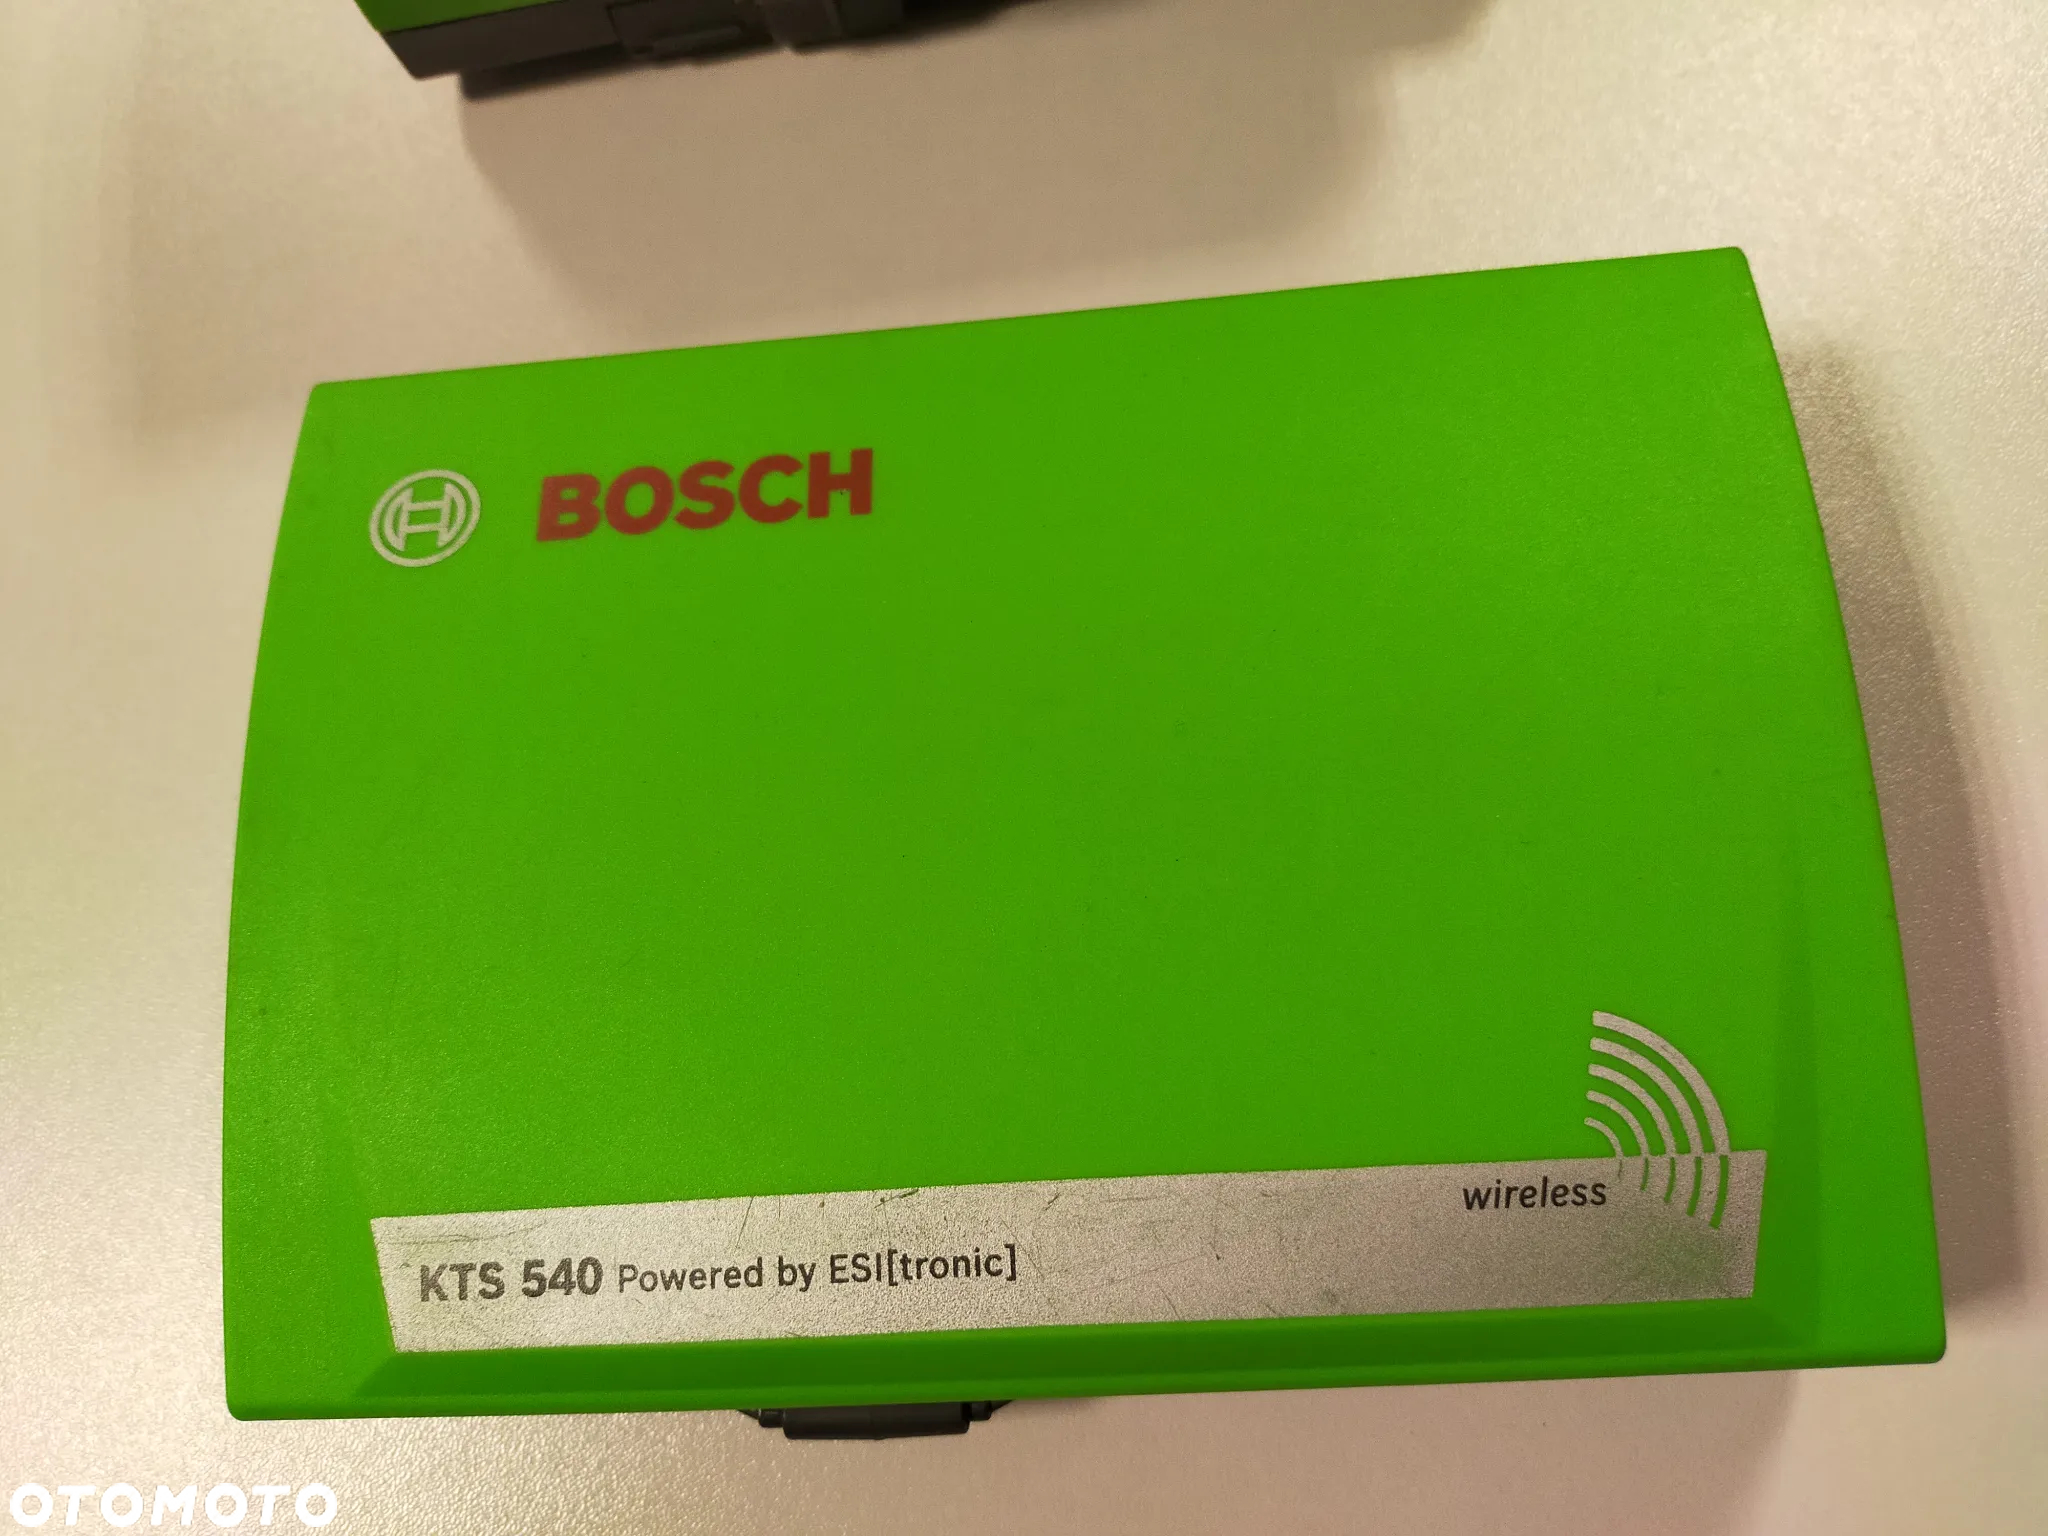 BOSCH
wireless
KTS 540 Powered by ESI[tronic]
OTOMOTO